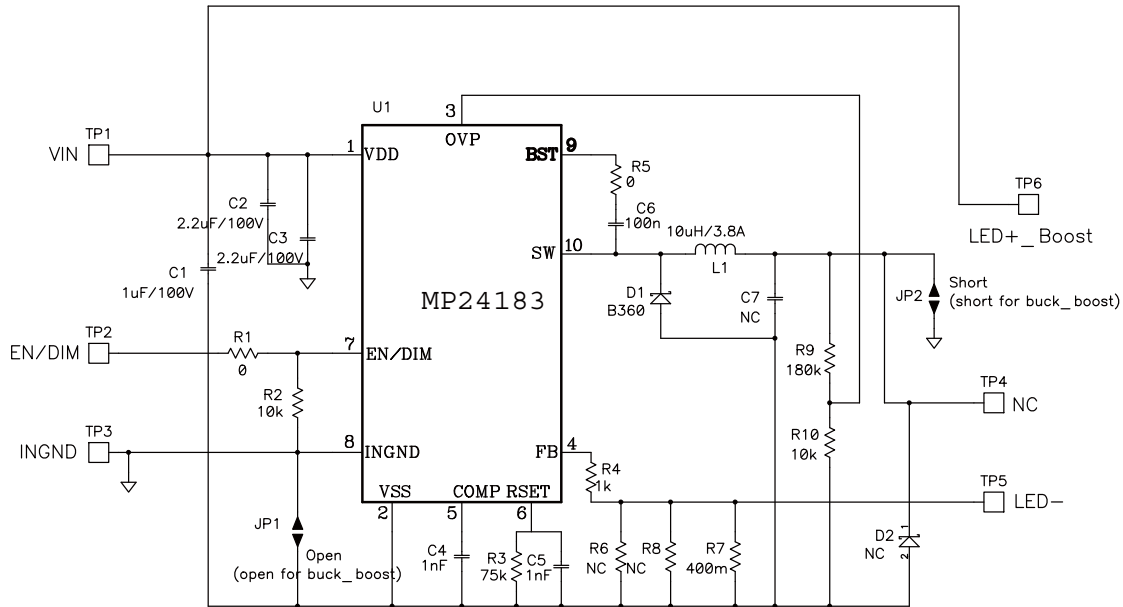 U1
3
OVP
TP1
VIN
1
VDD
BST
9
R5
0
C6
100n
TP6
LED+_Boost
C2
2.2uF/100V
C3
2.2uF/100V
SW
10
10uH/3.8A
L1
C1
1uF/100V
MP24183
D1
B360
C7
NC
JP2
Short
(short for buck_boost)
TP2
EN/DIM
R1
0
7
EN/DIM
R9
180k
R2
10k
TP4
NC
TP3
INGND
8
INGND
FB
4
R4
1k
R10
10k
VSS
COMP
RSET
2
5
6
TP5
LED-
JP1
Open
(open for buck_boost)
C4
1nF
R3
75k
C5
1nF
R6
NC
R8
NC
R7
400m
D2
NC
1
2